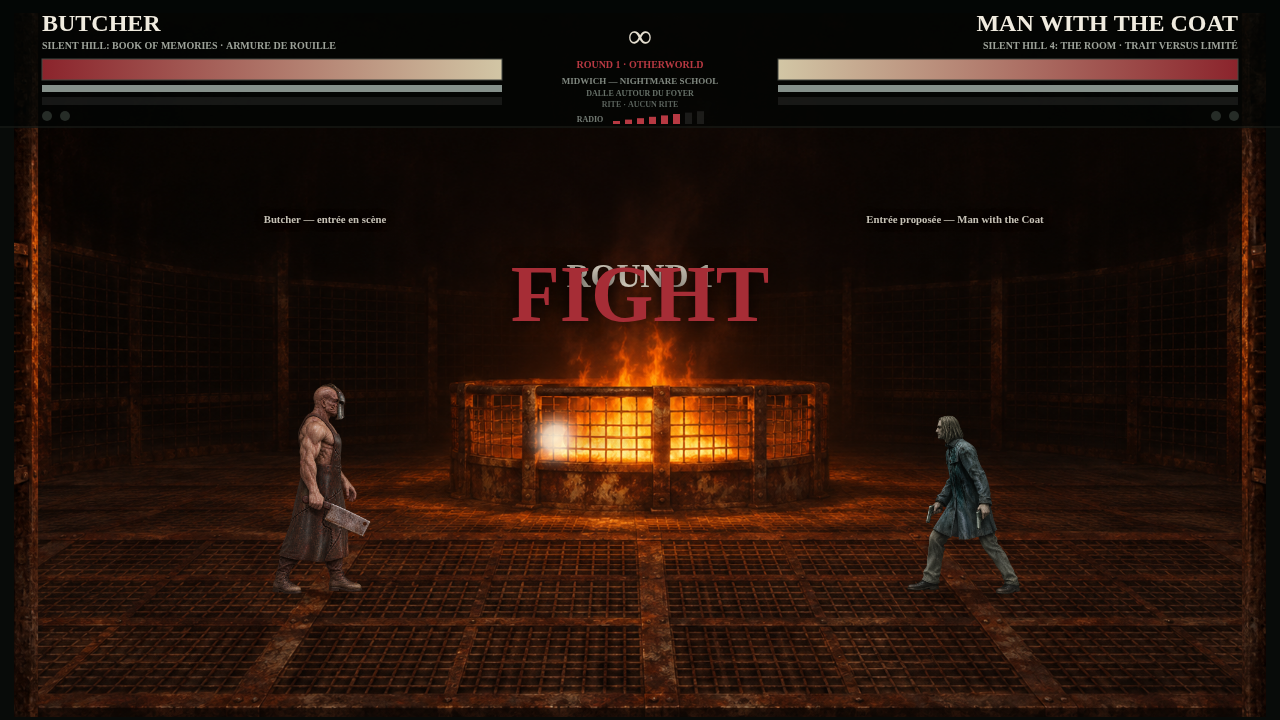 BUTCHER
SILENT HILL: BOOK OF MEMORIES · ARMURE DE ROUILLE
∞
ROUND 1 · OTHERWORLD
MIDWICH — NIGHTMARE SCHOOL
DALLE AUTOUR DU FOYER
RITE · AUCUN RITE
RADIO
MAN WITH THE COAT
SILENT HILL 4: THE ROOM · TRAIT VERSUS LIMITÉ
Butcher — entrée en scène
Entrée proposée — Man with the Coat
ROUND 1
FIGHT